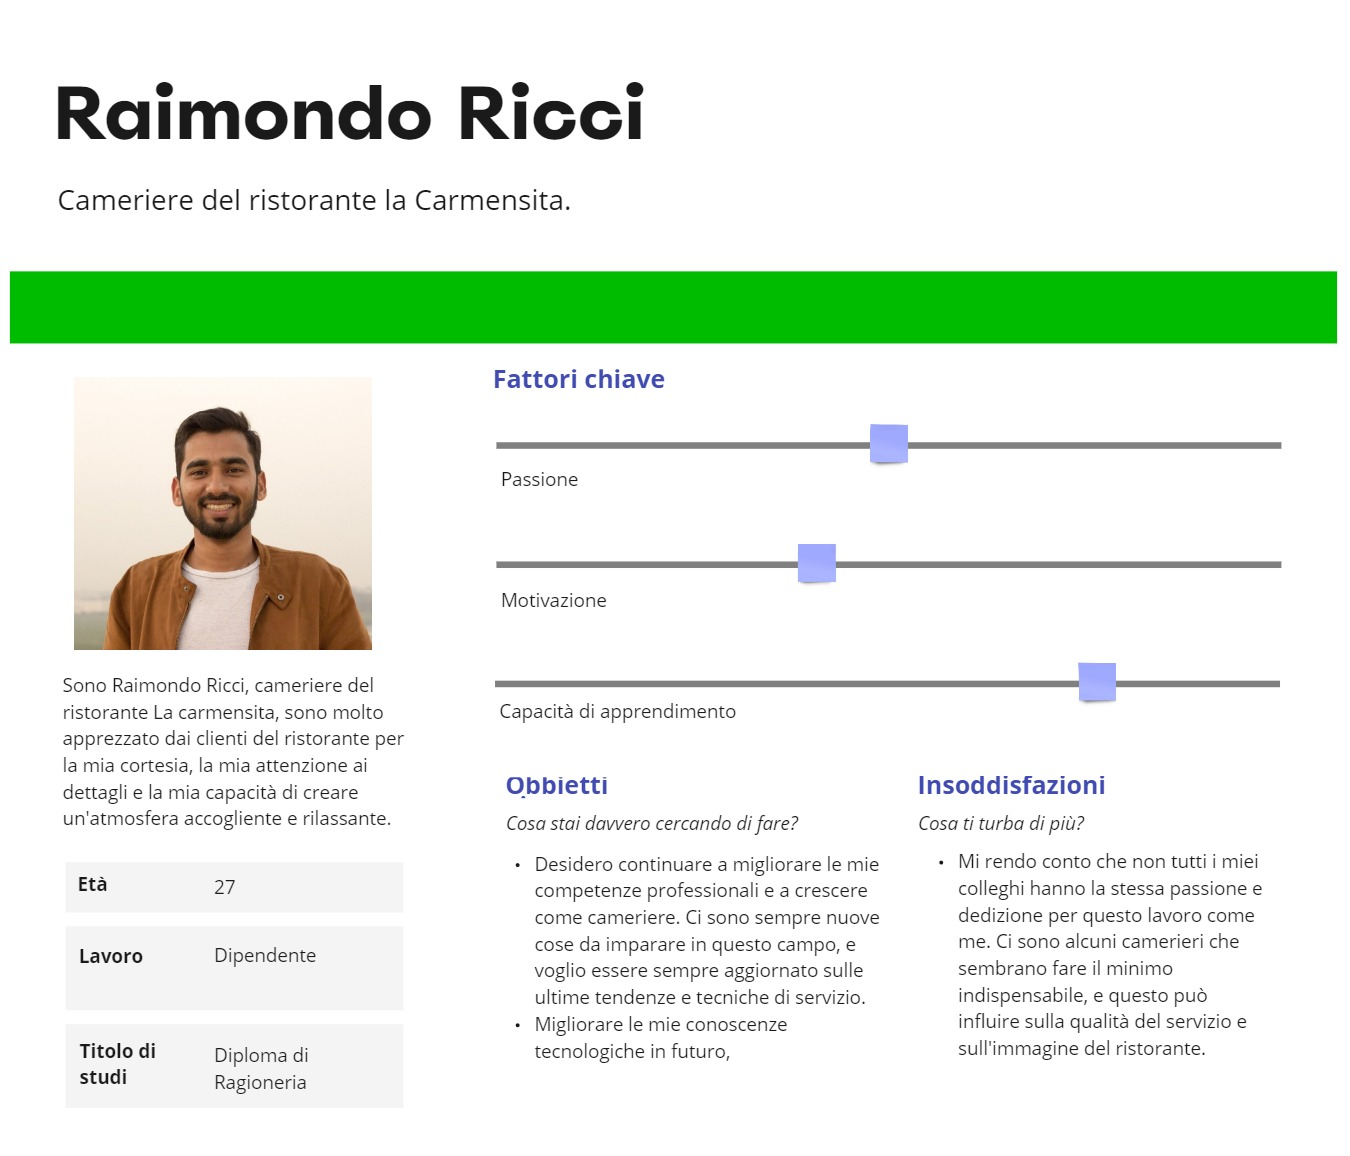 Raimondo Ricci
Cameriere del ristorante la Carmensita.
Fattori chiave
Passione
Motivazione
Capacità di apprendimento
Sono Raimondo Ricci, cameriere del
ristorante La carmensita, sono molto
apprezzato dai clienti del ristorante per
la mia cortesia, la mia attenzione ai
dettagli e la mia capacità di creare
un'atmosfera accogliente e rilassante.
Età 27
Lavoro Dipendente
Titolo di
studi
Diploma di
Ragioneria
Obbietti
Cosa stai davvero cercando di fare?
• Desidero continuare a migliorare le mie
competenze professionali e a crescere
come cameriere. Ci sono sempre nuove
cose da imparare in questo campo, e
voglio essere sempre aggiornato sulle
ultime tendenze e tecniche di servizio.
• Migliorare le mie conoscenze
tecnologiche in futuro,
Insoddisfazioni
Cosa ti turba di più?
• Mi rendo conto che non tutti i miei
colleghi hanno la stessa passione e
dedizione per questo lavoro come
me. Ci sono alcuni camerieri che
sembrano fare il minimo
indispensabile, e questo può
influire sulla qualità del servizio e
sull'immagine del ristorante.